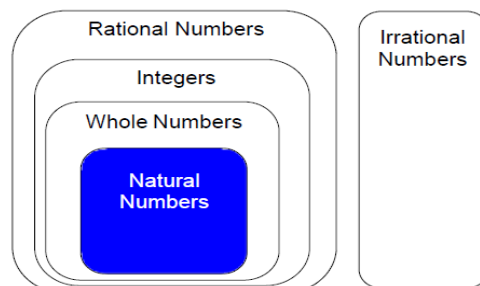 Rational Numbers
Irrational
Numbers
Integers
Whole Numbers
Natural
Numbers